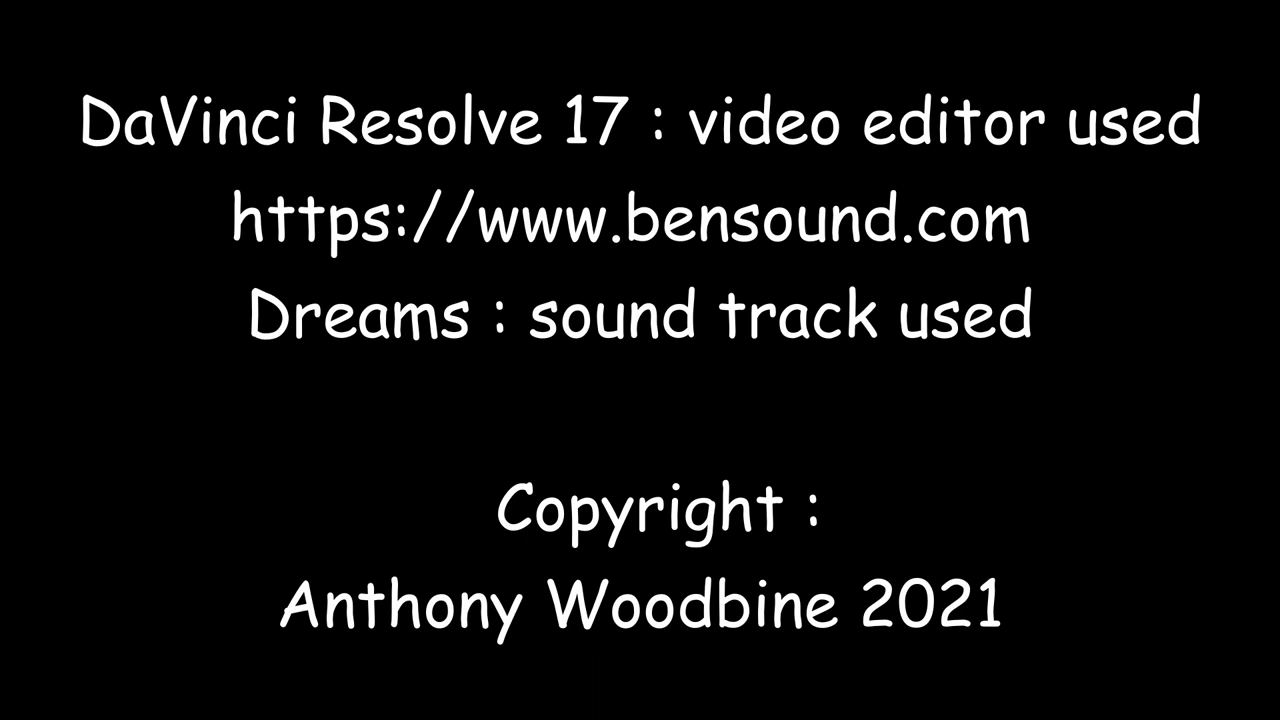 DaVinci Resolve 17 : video editor used
https://www.bensound.com
Dreams : sound track used
Copyright :
Anthony Woodbine 2021